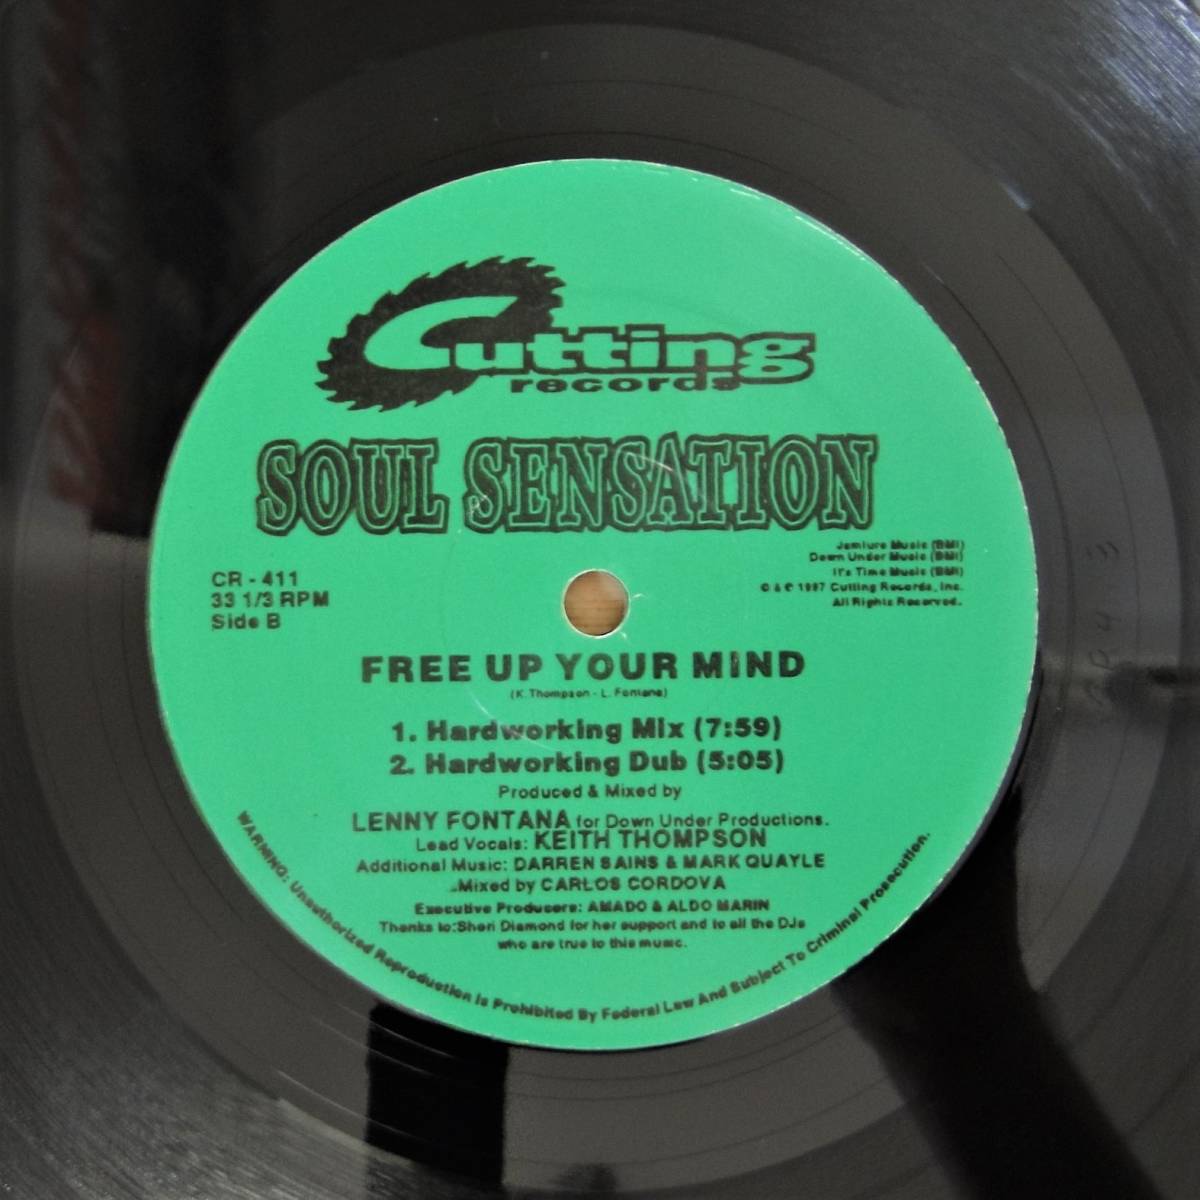 Cutting
records
SOUL SENSATION
Jamlure Music (BMI)
Down Under Music (BMI)
It's Time Music (BMI)
1997 Cutting Records, Inc.
All Rights Reserved.
CR - 411
33 1/3 RPM
Side B
FREE UP YOUR MIND
(K. Thompson - L. Fontana)
1. Hardworking Mix (7:59)
2. Hardworking Dub (5:05)
Produced & Mixed by
LENNY FONTANA for Down Under Productions.
Lead Vocals: KEITH THOMPSON
Additional Music: DARREN SAINS & MARK QUAYLE
Mixed by CARLOS CORDOVA
Executive Producers: AMADO & ALDO MARIN
Thanks to: Sheri Diamond for her support and to all the DJs
who are true to this music.
WARNING: Unauthorized Reproduction Is Prohibited By Federal Law And Subject To Criminal Prosecution.